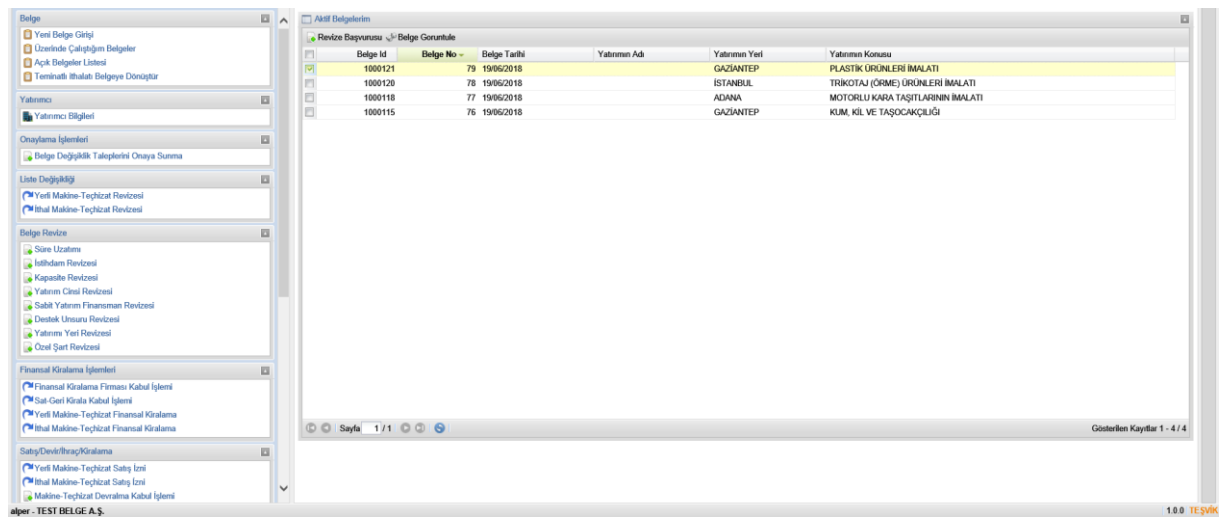 Belge
Yeni Belge Girişi
Üzerinde Çalıştığım Belgeler
Açık Belgeler Listesi
Teminatlı ithalatı Belgeye Dönüştür
Yatırımcı
Yatırımcı Bilgileri
Onaylama İşlemleri
Belge Değişiklik Taleplerini Onaya Sunma
Liste Değişikliği
Yerli Makine-Teçhizat Revizesi
İthal Makine-Teçhizat Revizesi
Belge Revize
Süre Uzatımı
İstihdam Revizesi
Kapasite Revizesi
Yatırım Cinsi Revizesi
Sabit Yatırım Finansman Revizesi
Destek Unsuru Revizesi
Yatırımı Yeri Revizesi
Özel Şart Revizesi
Finansal Kiralama İşlemleri
Finansal Kiralama Firması Kabul İşlemi
Sat-Geri Kirala Kabul İşlemi
Yerli Makine-Teçhizat Finansal Kiralama
İthal Makine-Teçhizat Finansal Kiralama
Satış/Devir/İhraç/Kiralama
Yerli Makine-Teçhizat Satış İzni
İthal Makine-Teçhizat Satış İzni
Makine-Teçhizat Devralma Kabul İşlemi
Aktif Belgelerim
Revize Başvurusu Belge Goruntule
Belge Id Belge No Belge Tarihi Yatırımın Adı Yatırımın Yeri Yatırımın Konusu
1000121 79 19/06/2018 GAZİANTEP PLASTİK ÜRÜNLERİ İMALATI
1000120 78 19/06/2018 İSTANBUL TRİKOTAJ (ÖRME) ÜRÜNLERİ İMALATI
1000118 77 19/06/2018 ADANA MOTORLU KARA TAŞITLARININ İMALATI
1000115 76 19/06/2018 GAZİANTEP KUM, KİL VE TAŞOCAKÇILIĞI
Sayfa 1 / 1 Gösterilen Kayıtlar 1 - 4 / 4
alper - TEST BELGE A.Ş. 1.0.0 TEŞVİK